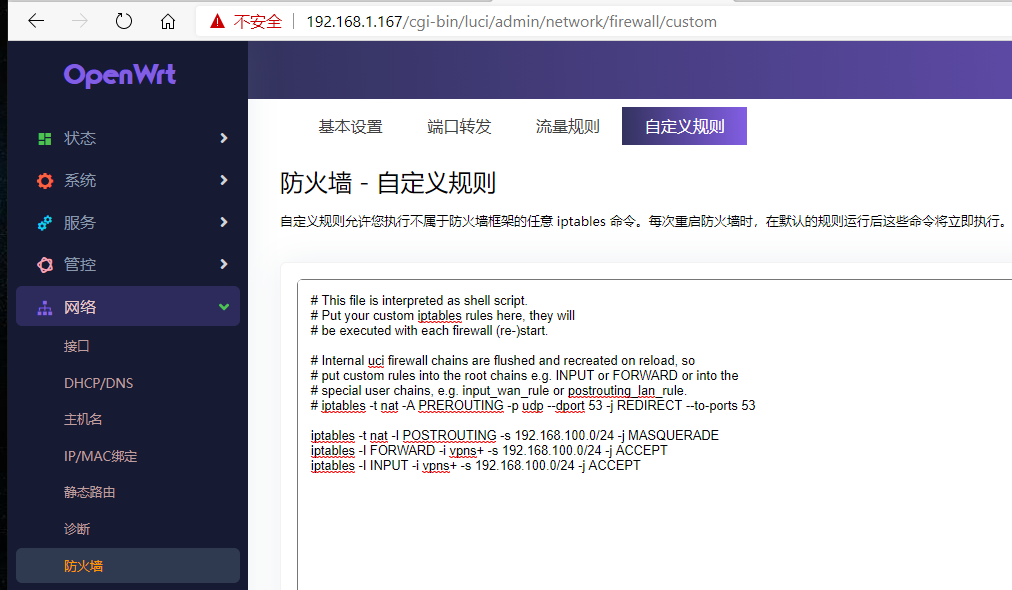 不安全 192.168.1.167/cgi-bin/luci/admin/network/firewall/custom
OpenWrt
状态
系统
服务
管控
网络
接口
DHCP/DNS
主机名
IP/MAC绑定
静态路由
诊断
防火墙
基本设置 端口转发 流量规则 自定义规则
防火墙 - 自定义规则
自定义规则允许您执行不属于防火墙框架的任意 iptables 命令。每次重启防火墙时，在默认的规则运行后这些命令将立即执行。
# This file is interpreted as shell script.
# Put your custom iptables rules here, they will
# be executed with each firewall (re-)start.
# Internal uci firewall chains are flushed and recreated on reload, so
# put custom rules into the root chains e.g. INPUT or FORWARD or into the
# special user chains, e.g. input_wan_rule or postrouting_lan_rule.
# iptables -t nat -A PREROUTING -p udp --dport 53 -j REDIRECT --to-ports 53
iptables -t nat -I POSTROUTING -s 192.168.100.0/24 -j MASQUERADE
iptables -I FORWARD -i vpns+ -s 192.168.100.0/24 -j ACCEPT
iptables -I INPUT -i vpns+ -s 192.168.100.0/24 -j ACCEPT